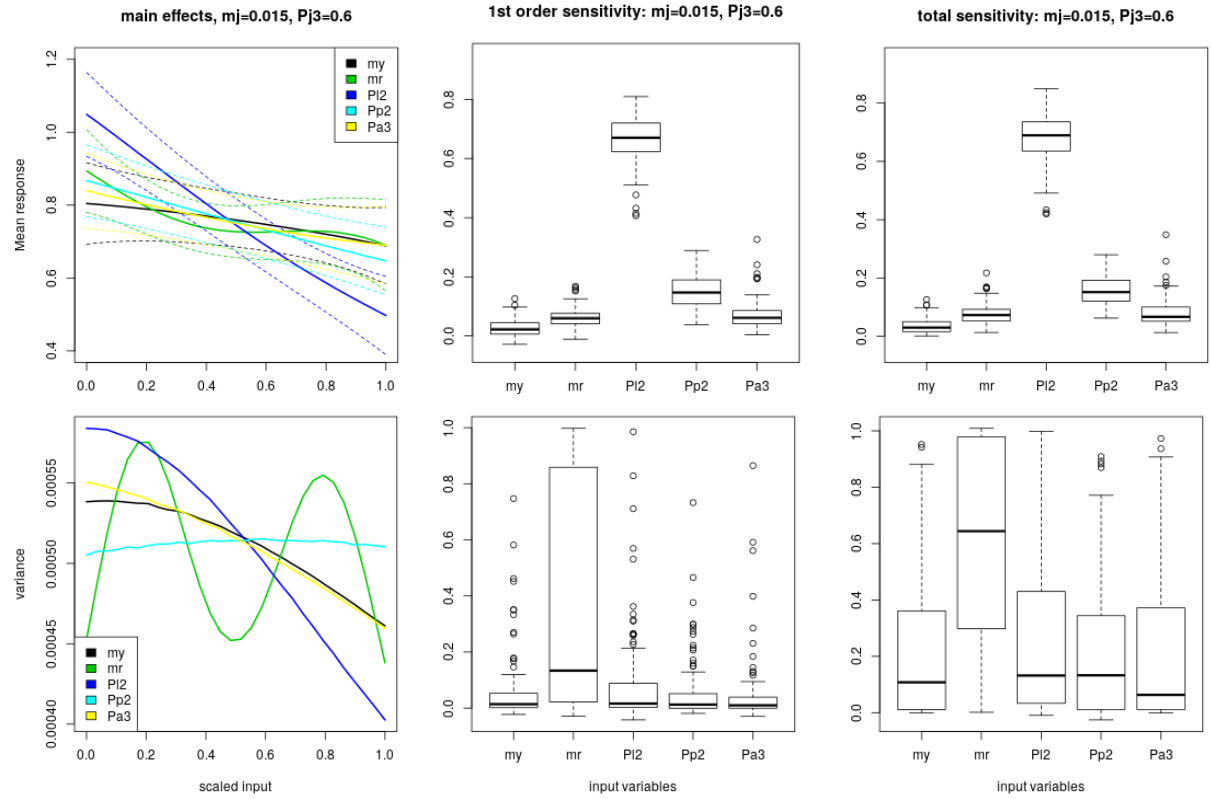 main effects, mj=0.015, Pj3=0.6
1st order sensitivity: mj=0.015, Pj3=0.6
total sensitivity: mj=0.015, Pj3=0.6
Mean response
1.2
1.0
0.8
0.6
0.4
my
mr
Pl2
Pp2
Pa3
0.0 0.2 0.4 0.6 0.8 1.0
0.8
0.6
0.4
0.2
0.0
my mr Pl2 Pp2 Pa3
0.8
0.6
0.4
0.2
0.0
my mr Pl2 Pp2 Pa3
variance
0.00055
0.00050
0.00045
0.00040
my
mr
Pl2
Pp2
Pa3
0.0 0.2 0.4 0.6 0.8 1.0
scaled input
1.0
0.8
0.6
0.4
0.2
0.0
my mr Pl2 Pp2 Pa3
input variables
1.0
0.8
0.6
0.4
0.2
0.0
my mr Pl2 Pp2 Pa3
input variables